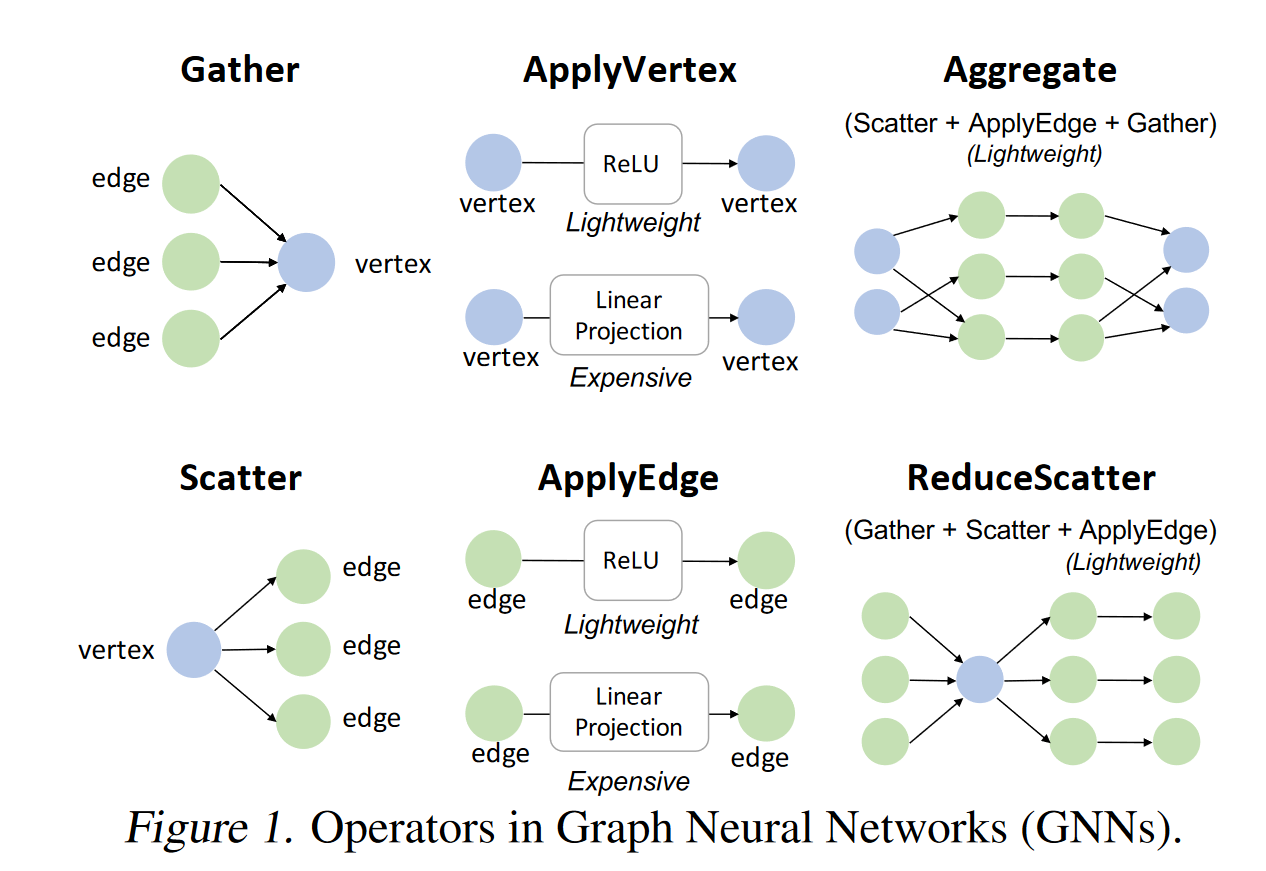 Gather
edge
edge
vertex
edge
ApplyVertex
ReLU
vertex
vertex
Lightweight
Linear
Projection
vertex
vertex
Expensive
Aggregate
(Scatter + ApplyEdge + Gather)
(Lightweight)
Scatter
edge
vertex
edge
edge
ApplyEdge
ReLU
edge
edge
Lightweight
Linear
Projection
edge
edge
Expensive
ReduceScatter
(Gather + Scatter + ApplyEdge)
(Lightweight)
Figure 1. Operators in Graph Neural Networks (GNNs).